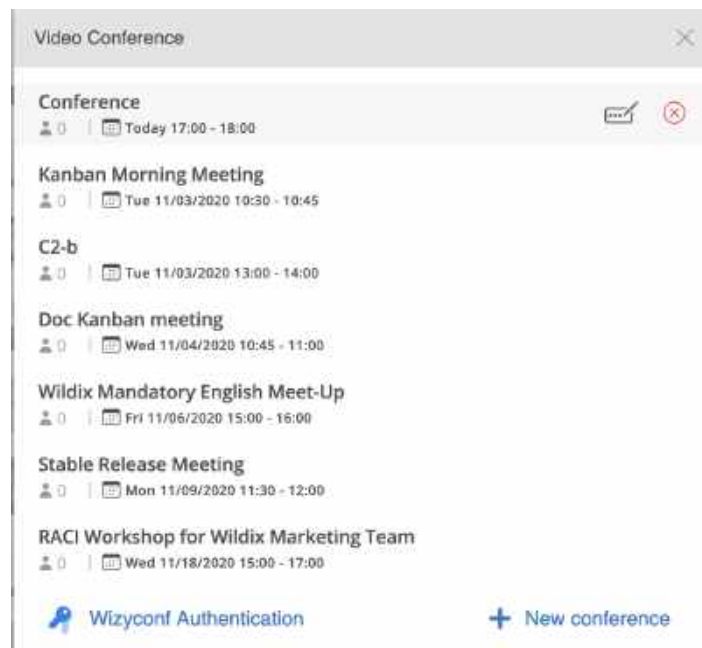 Video Conference
Conference
0 Today 17:00 - 18:00
Kanban Morning Meeting
0 Tue 11/03/2020 10:30 - 10:45
C2-b
0 Tue 11/03/2020 13:00 - 14:00
Doc Kanban meeting
0 Wed 11/04/2020 10:45 - 11:00
Wildix Mandatory English Meet-Up
0 Fri 11/06/2020 15:00 - 16:00
Stable Release Meeting
0 Mon 11/09/2020 11:30 - 12:00
RACI Workshop for Wildix Marketing Team
0 Wed 11/18/2020 15:00 - 17:00
Wizyconf Authentication New conference